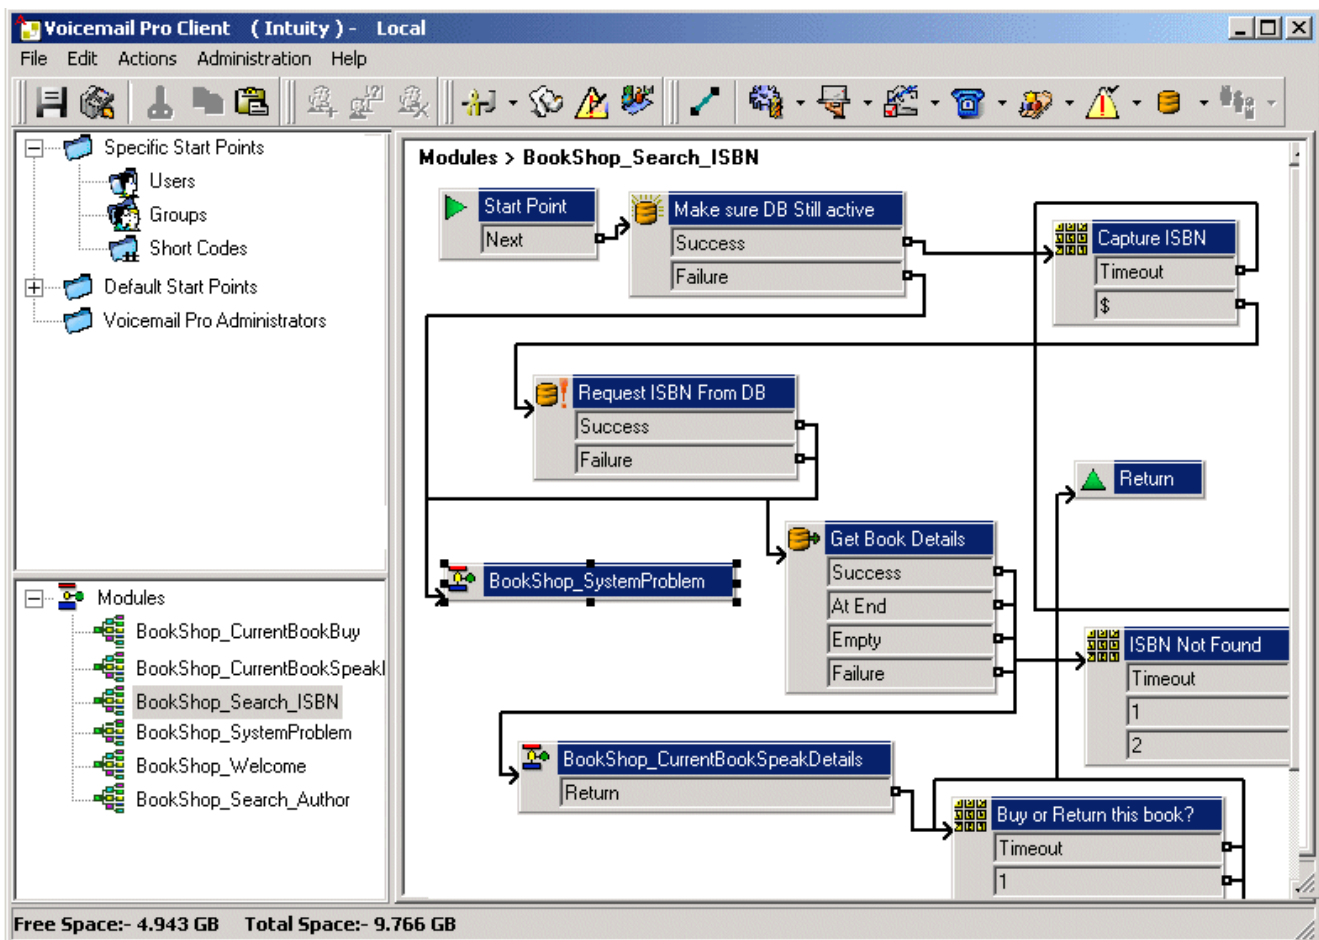 Voicemail Pro Client ( Intuity ) - Local
File Edit Actions Administration Help
Specific Start Points
Users
Groups
Short Codes
Default Start Points
Voicemail Pro Administrators
Modules
BookShop_CurrentBookBuy
BookShop_CurrentBookSpeakI
BookShop_Search_ISBN
BookShop_SystemProblem
BookShop_Welcome
BookShop_Search_Author
Modules > BookShop_Search_ISBN
Start Point
Next
Make sure DB Still active
Success
Failure
Capture ISBN
Timeout
$
Request ISBN From DB
Success
Failure
Return
Get Book Details
Success
At End
Empty
Failure
BookShop_SystemProblem
ISBN Not Found
Timeout
1
2
BookShop_CurrentBookSpeakDetails
Return
Buy or Return this book?
Timeout
1
Free Space:- 4.943 GB Total Space:- 9.766 GB